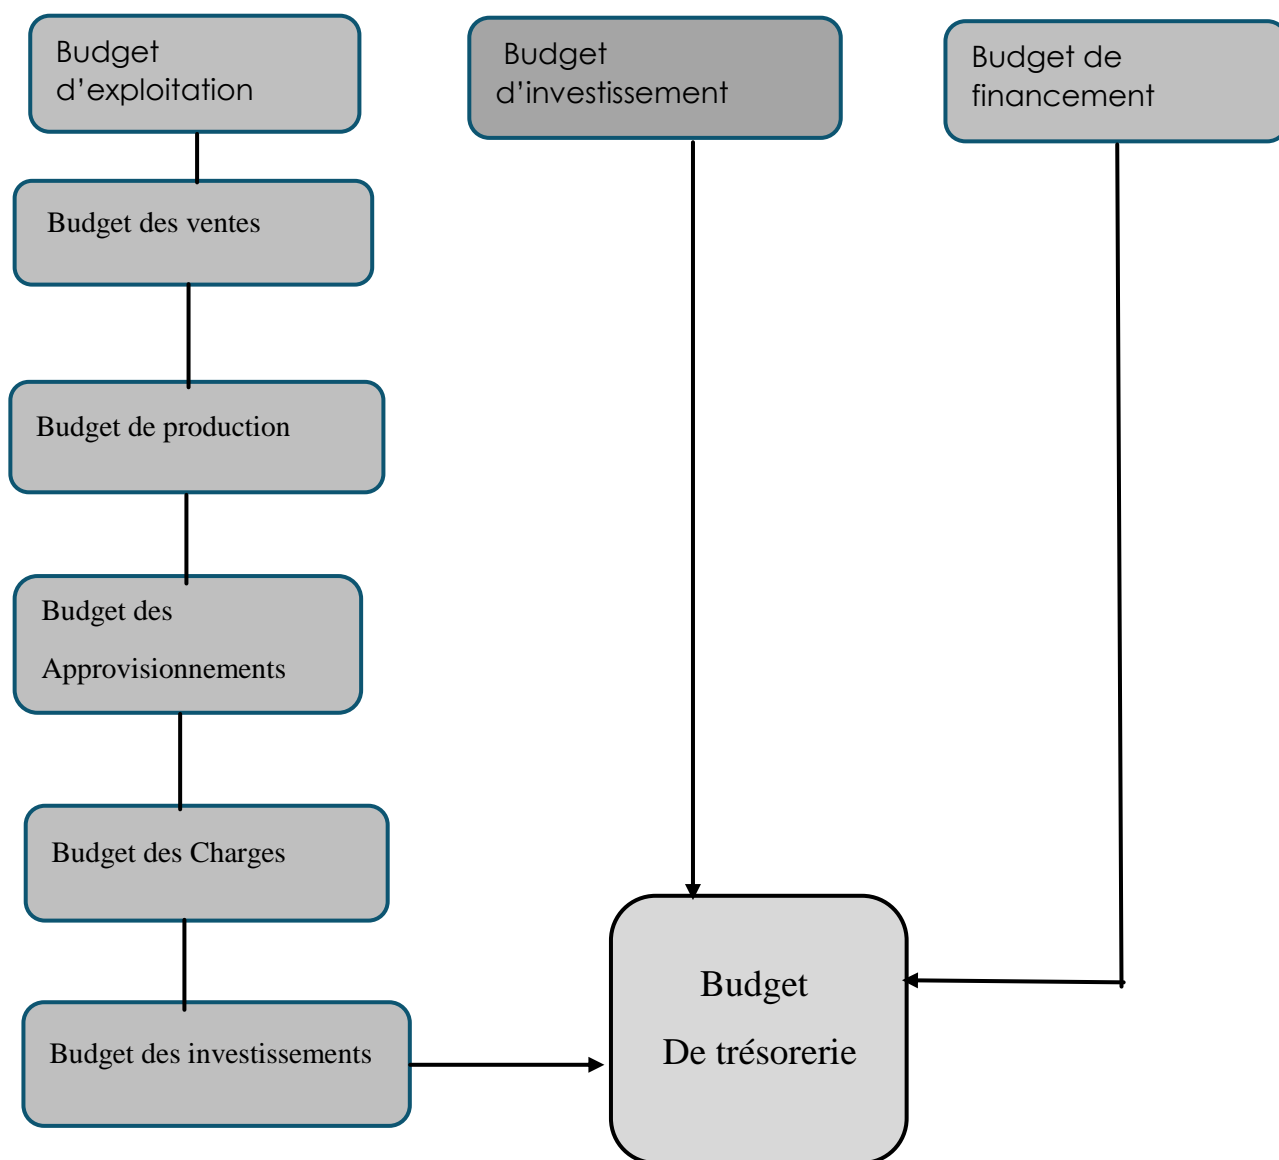 Budget
d’exploitation
Budget
d’investissement
Budget de
financement
Budget des ventes
Budget de production
Budget des
Approvisionnements
Budget des Charges
Budget des investissements
Budget
De trésorerie